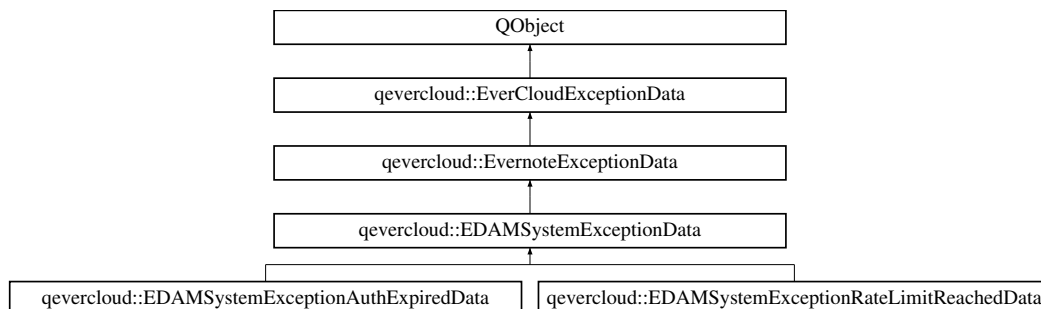 QObject
qevercloud::EverCloudExceptionData
qevercloud::EvernoteExceptionData
qevercloud::EDAMSystemExceptionData
qevercloud::EDAMSystemExceptionAuthExpiredData
qevercloud::EDAMSystemExceptionRateLimitReachedData